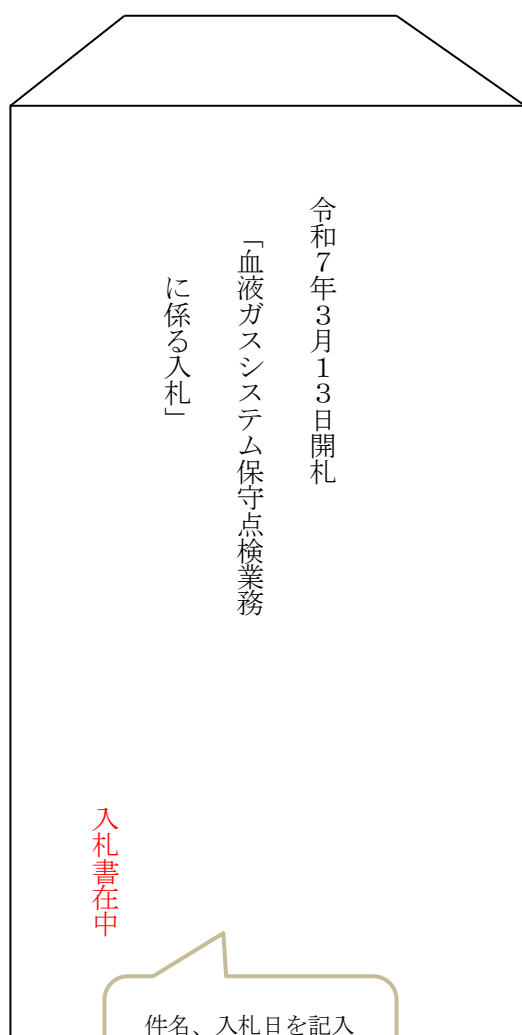 令和７年３月１３日開札
「血液ガスシステム保守点検業務
に係る入札」
入札書在中
件名、入札日を記入